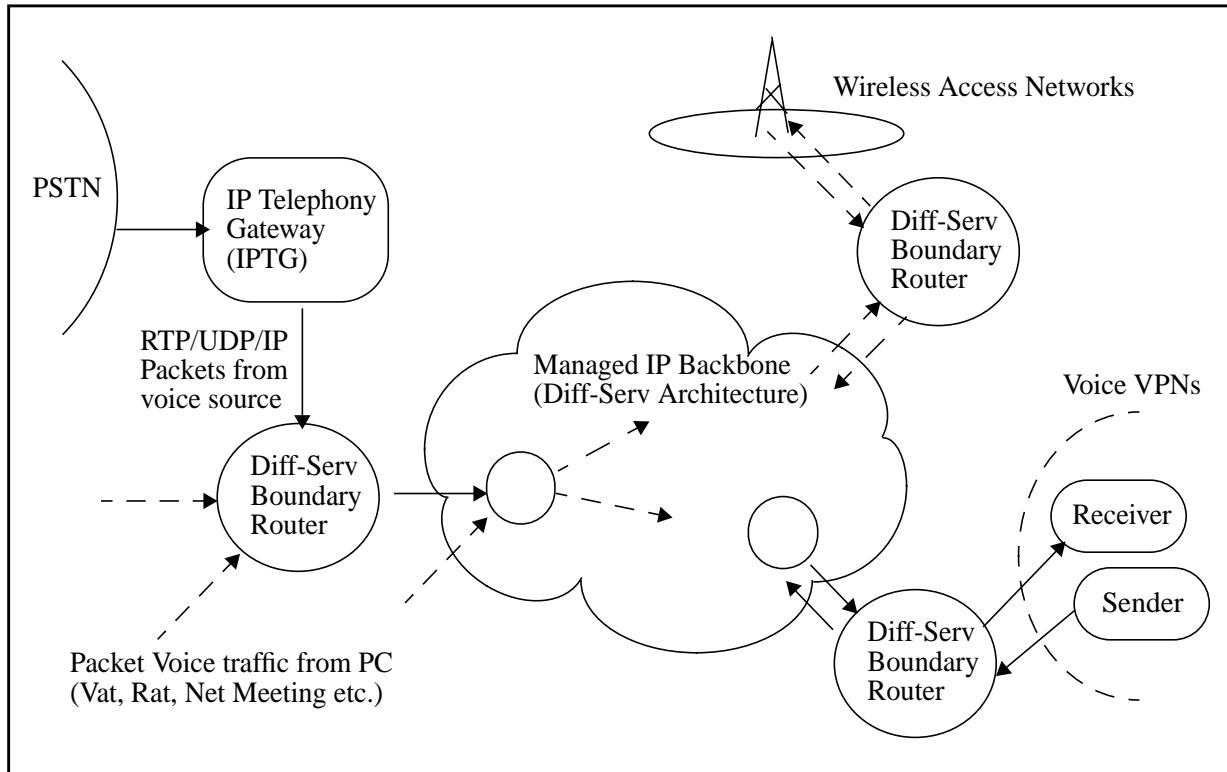 PSTN
IP Telephony
Gateway
(IPTG)
RTP/UDP/IP
Packets from
voice source
Diff-Serv
Boundary
Router
Packet Voice traffic from PC
(Vat, Rat, Net Meeting etc.)
Managed IP Backbone
(Diff-Serv Architecture)
Wireless Access Networks
Diff-Serv
Boundary
Router
Voice VPNs
Receiver
Sender
Diff-Serv
Boundary
Router